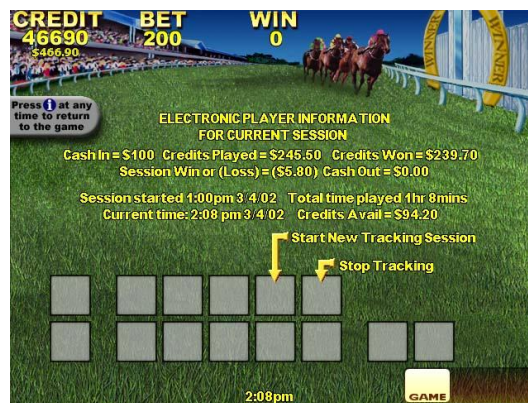 CREDIT BET WIN
46690 200 0
$466.90
WINNER WINNER
Press i at any
time to return
to the game
ELECTRONIC PLAYER INFORMATION
FOR CURRENT SESSION
Cash In = $100 Credits Played = $245.50 Credits Won = $239.70
Session Win or (Loss) = ($5.80) Cash Out = $0.00
Session started 1:00pm 3/4/02 Total time played 1hr 8mins
Current time: 2:08 pm 3/4/02 Credits Avail = $94.20
Start New Tracking Session
Stop Tracking
2:08pm
GAME